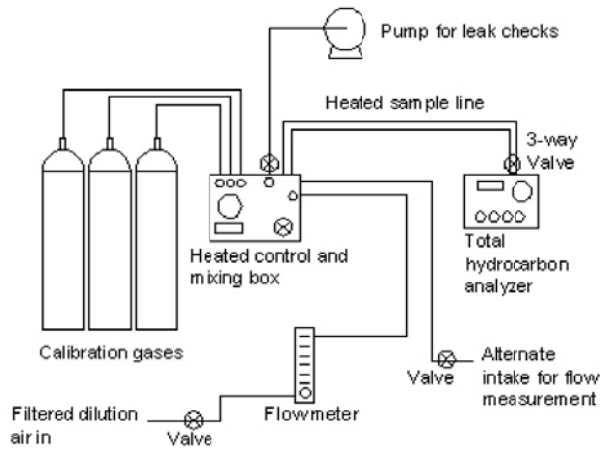 Pump for leak checks
Heated sample line
3-way
Valve
Heated control and
mixing box
Total
hydrocarbon
analyzer
Calibration gases
Valve
Alternate
intake for flow
measurement
Filtered dilution
air in
Valve
Flowmeter